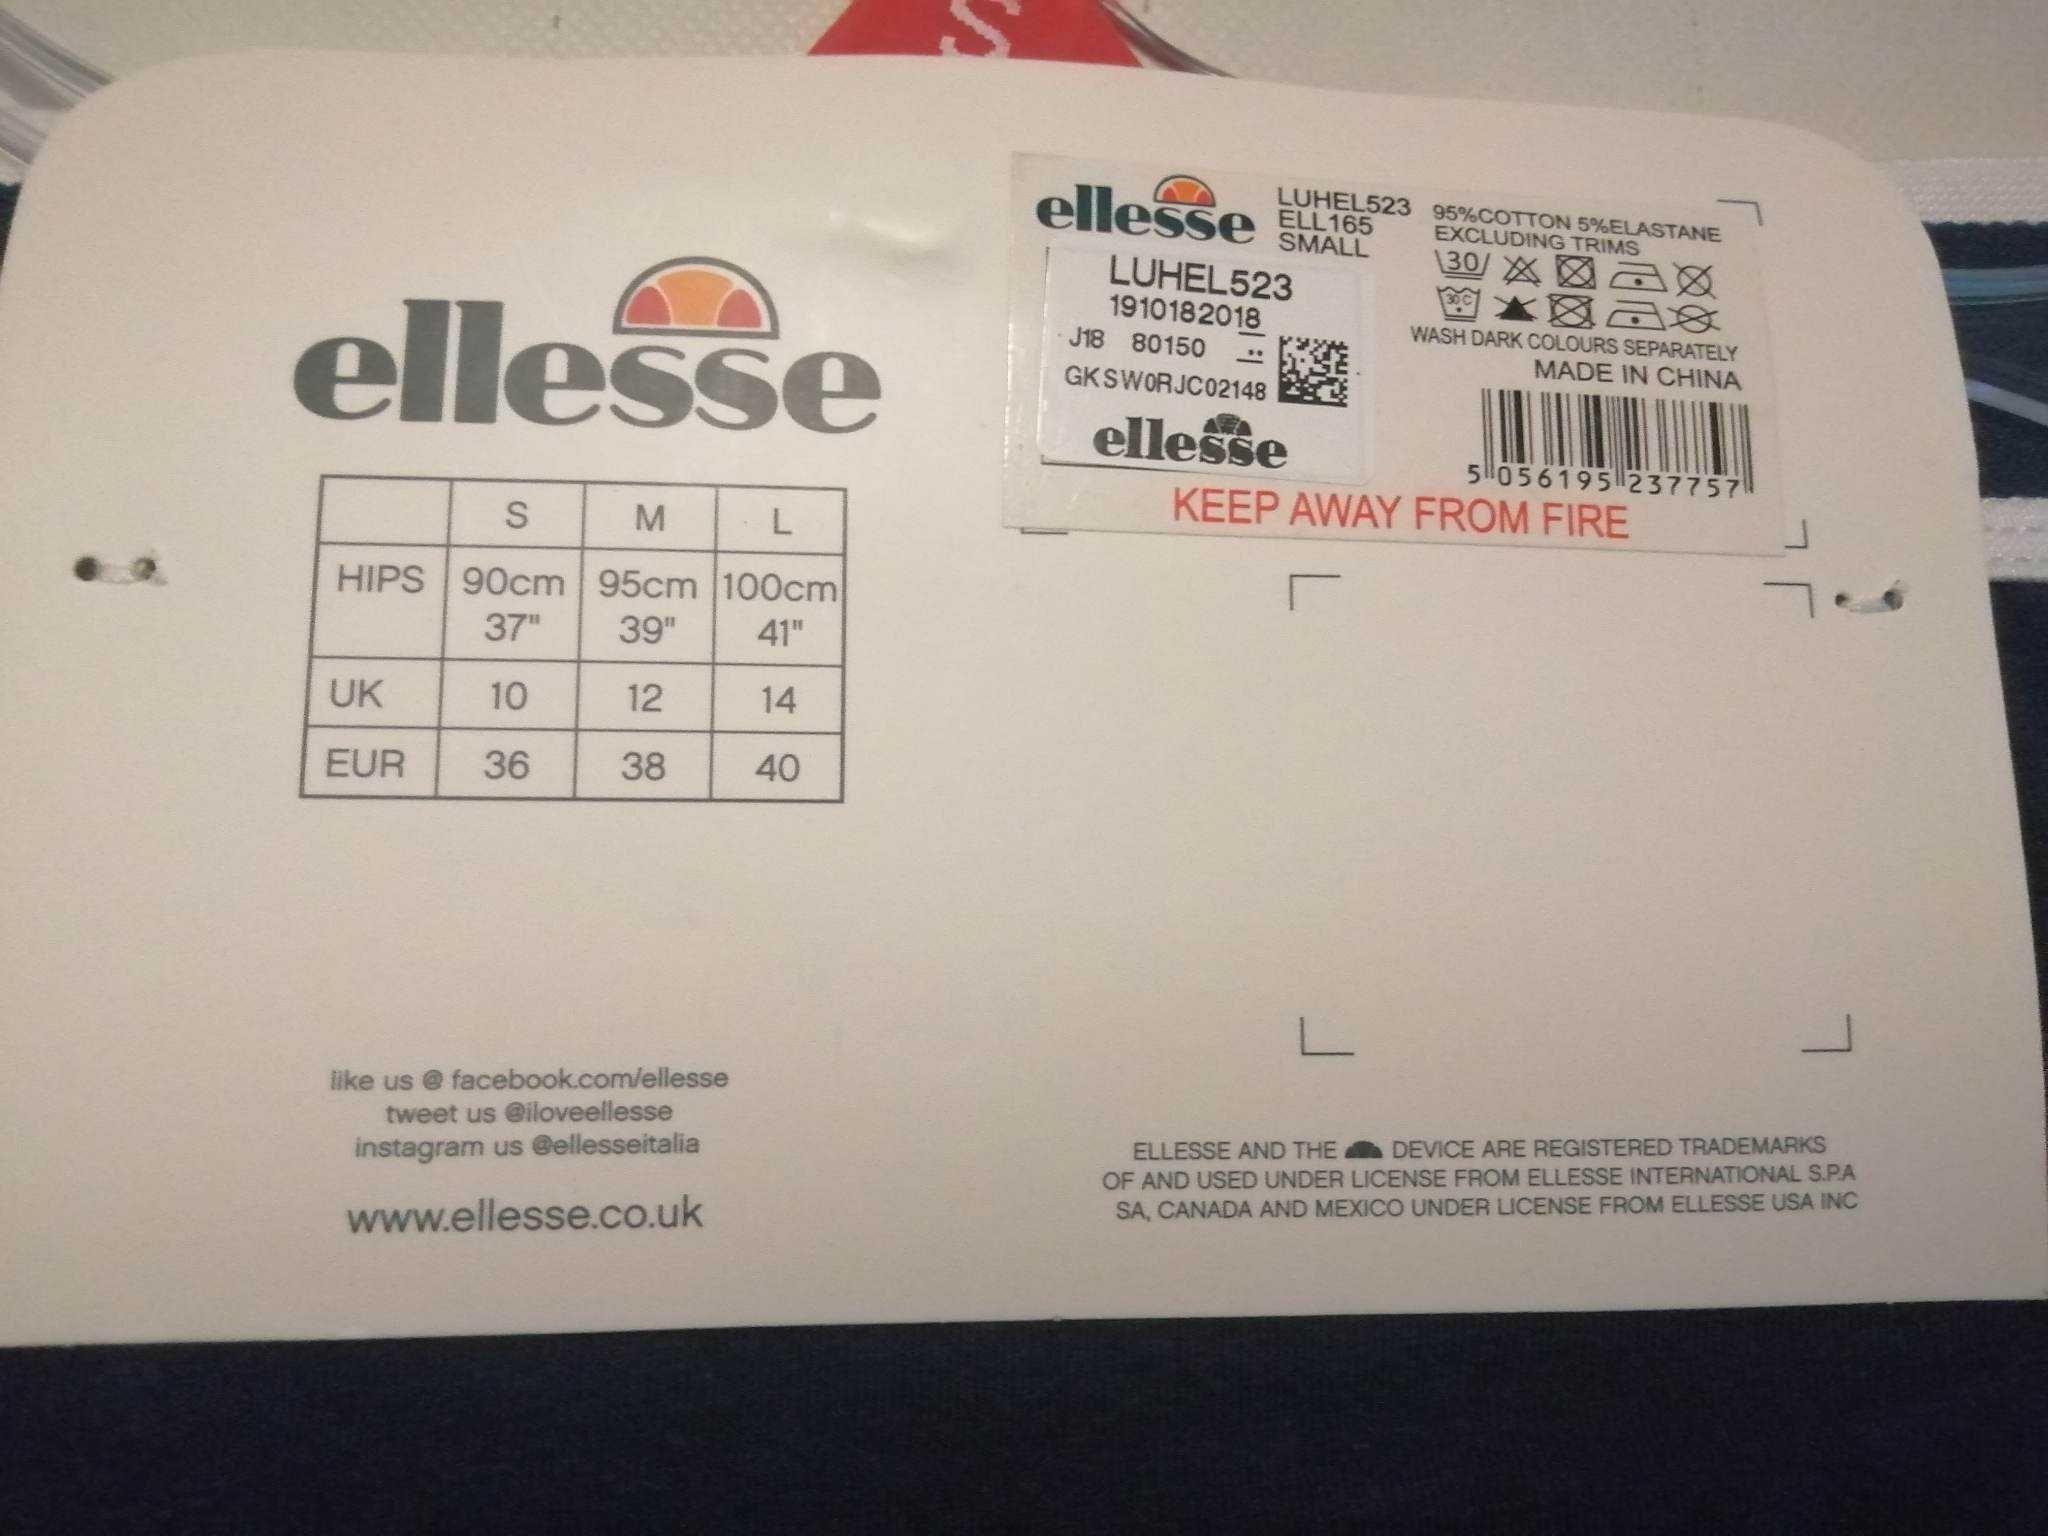 S
ellesse
S M L
HIPS 90cm 95cm 100cm
37" 39" 41"
UK 10 12 14
EUR 36 38 40
like us @ facebook.com/ellesse
tweet us @iloveellesse
instagram us @ellesseitalia
www.ellesse.co.uk
ellesse
LUHEL523
ELL165
SMALL
95%COTTON 5%ELASTANE
EXCLUDING TRIMS
30
30 C
WASH DARK COLOURS SEPARATELY
MADE IN CHINA
5 056195 237757
LUHEL523
1910182018
J18 80150
GKSW0RJC02148
ellesse
KEEP AWAY FROM FIRE
ELLESSE AND THE DEVICE ARE REGISTERED TRADEMARKS
OF AND USED UNDER LICENSE FROM ELLESSE INTERNATIONAL S.P.A
SA, CANADA AND MEXICO UNDER LICENSE FROM ELLESSE USA INC